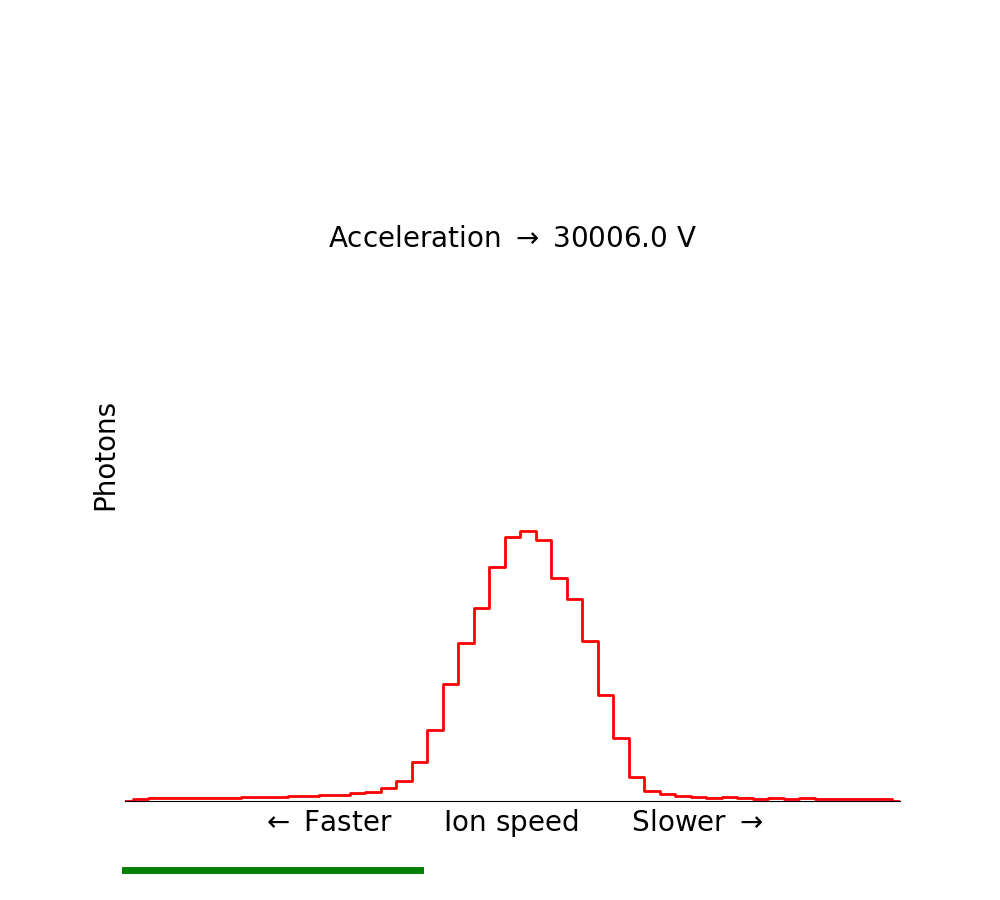 Acceleration → 30006.0 V
Photons
← Faster Ion speed Slower →